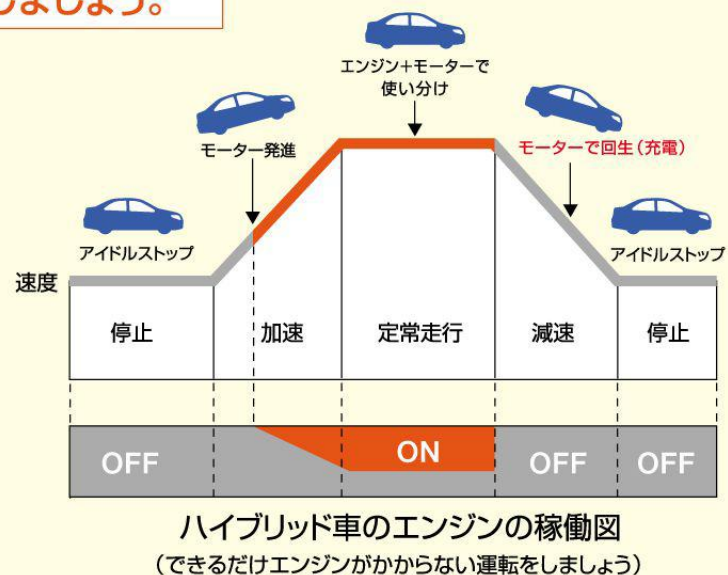 しましょう。
エンジン＋モーターで
使い分け
モーター発進
モーターで回生（充電）
アイドルストップ
アイドルストップ
速度
停止
加速
定常走行
減速
停止
OFF
ON
OFF
OFF
ハイブリッド車のエンジンの稼働図
（できるだけエンジンがかからない運転をしましょう）